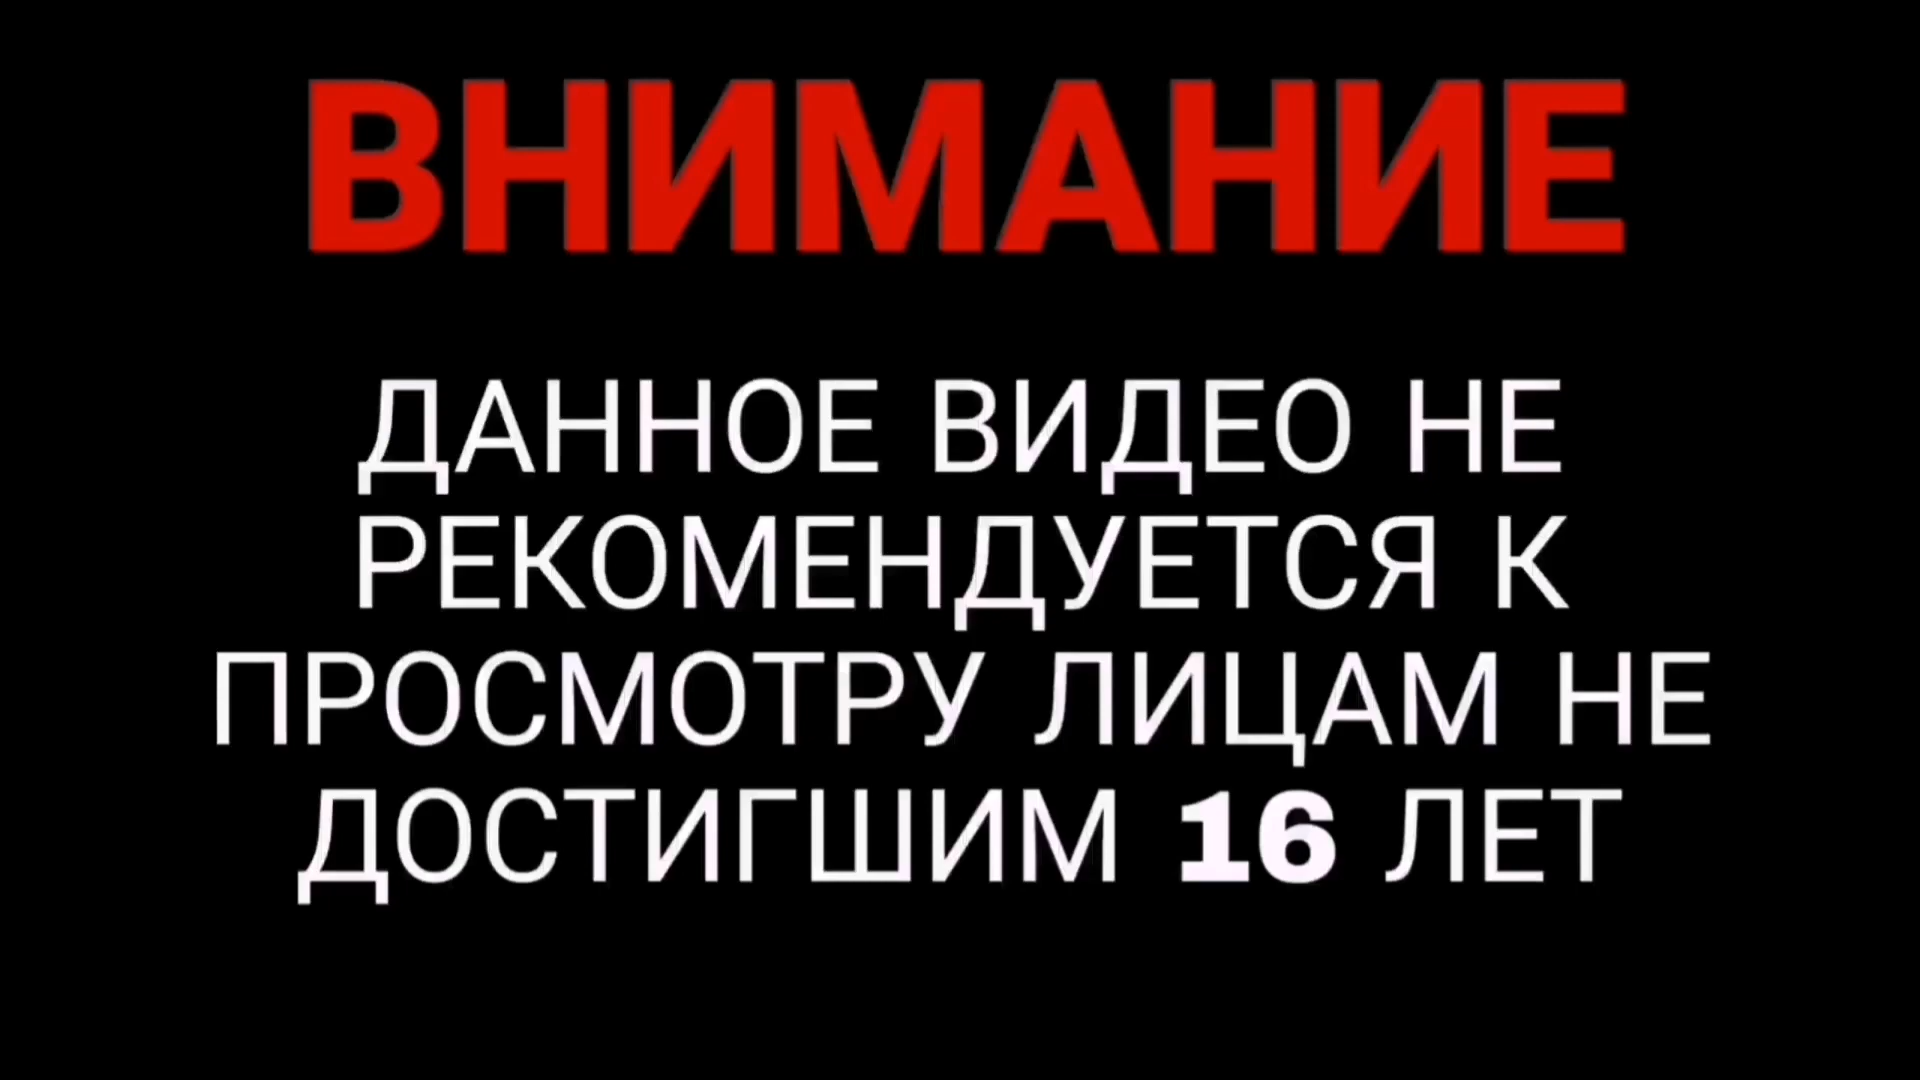 ВНИМАНИЕ
ДАННОЕ ВИДЕО НЕ
РЕКОМЕНДУЕТСЯ К
ПРОСМОТРУ ЛИЦАМ НЕ
ДОСТИГШИМ 16 ЛЕТ